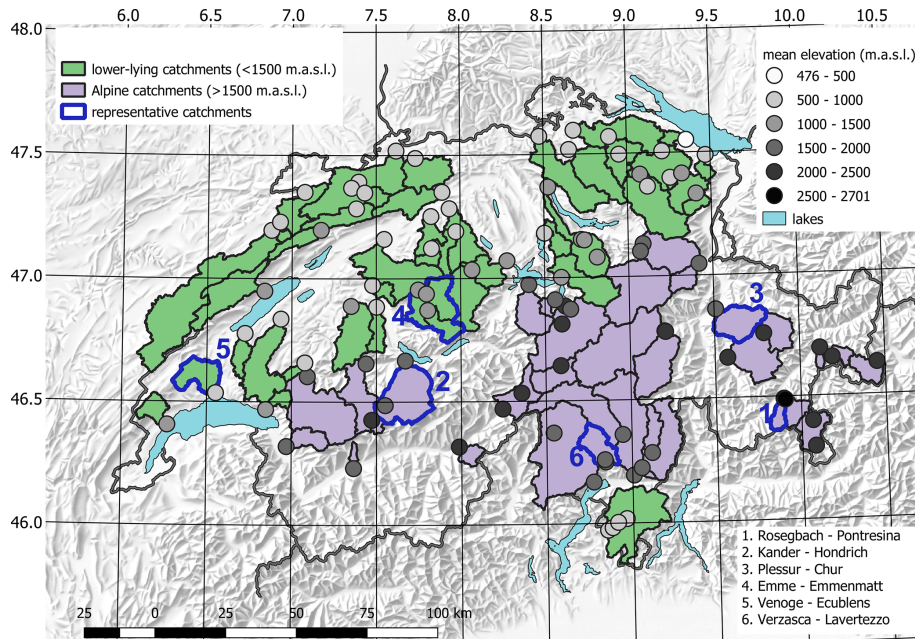 6.0 6.5 7.0 7.5 8.0 8.5 9.0 9.5 10.0 10.5
48.0
lower-lying catchments (<1500 m.a.s.l.)
Alpine catchments (>1500 m.a.s.l.)
representative catchments
mean elevation (m.a.s.l.)
476 - 500
500 - 1000
1000 - 1500
1500 - 2000
2000 - 2500
2500 - 2701
lakes
47.5
47.0
3
4
5
46.5
2
1
6
46.0
1. Rosegbach - Pontresina
2. Kander - Hondrich
3. Plessur - Chur
4 Emme - Emmenmatt
5. Venoge - Ecublens
6. Verzasca - Lavertezzo
25 0 25 50 75 100 km